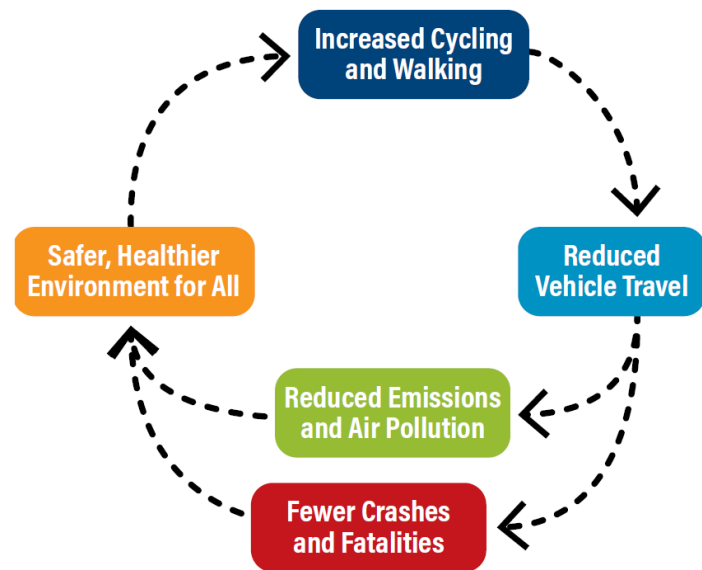 Increased Cycling
and Walking
Safer, Healthier
Environment for All
Reduced
Vehicle Travel
Reduced Emissions
and Air Pollution
Fewer Crashes
and Fatalities